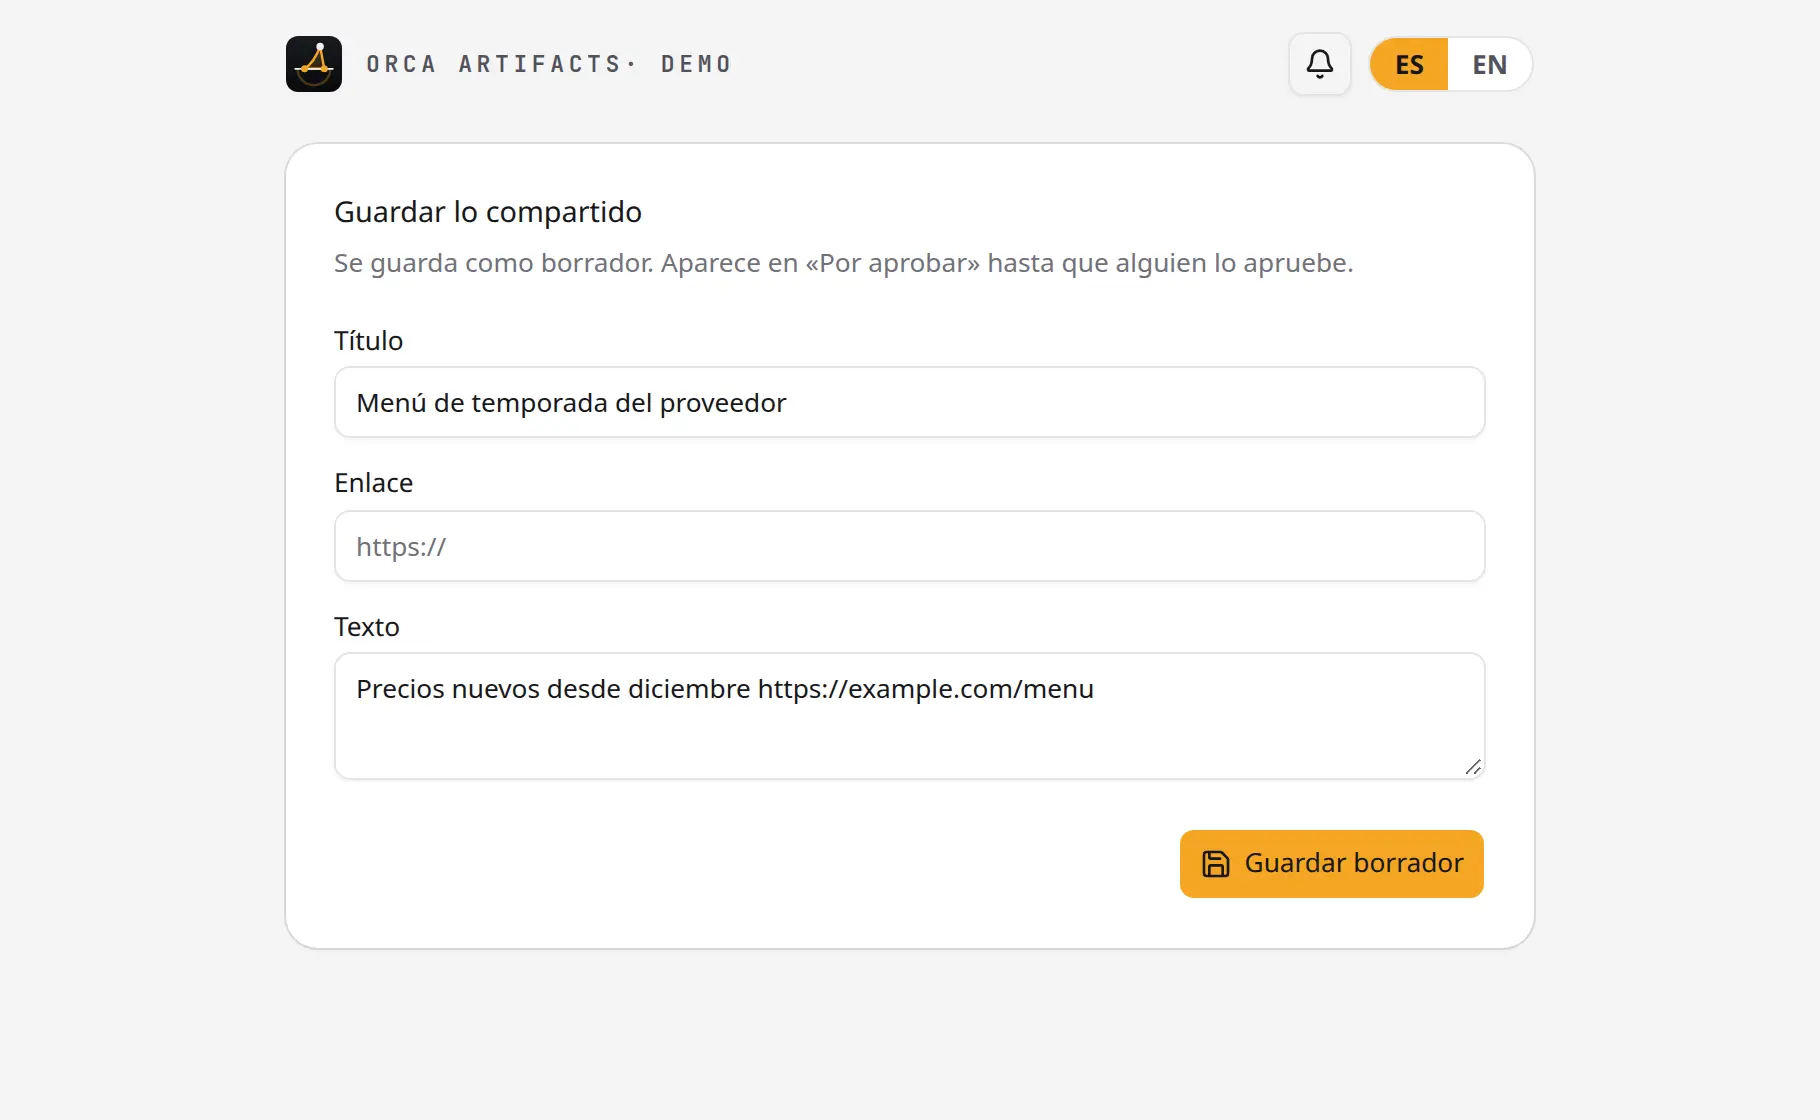 ORCA ARTIFACTS· DEMO
ES
EN
Guardar lo compartido
Se guarda como borrador. Aparece en «Por aprobar» hasta que alguien lo apruebe.
Título
Menú de temporada del proveedor
Enlace
https://
Texto
Precios nuevos desde diciembre https://example.com/menu
Guardar borrador